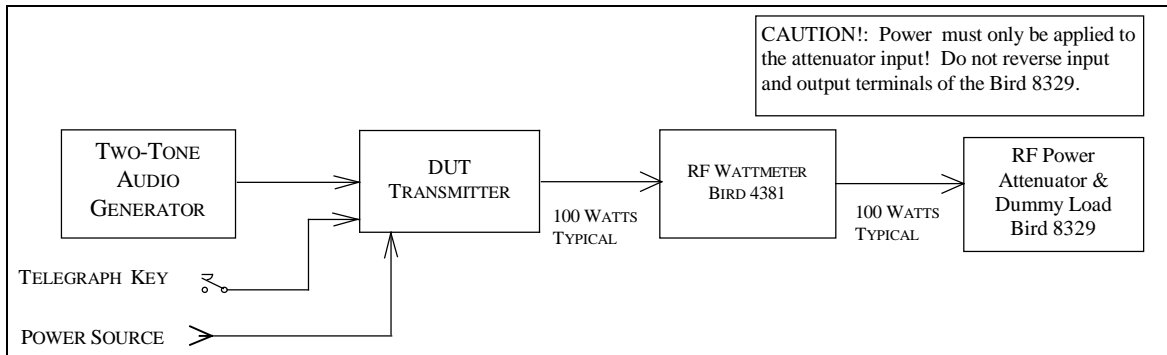 CAUTION!: Power must only be applied to
the attenuator input! Do not reverse input
and output terminals of the Bird 8329.
TWO-TONE
AUDIO
GENERATOR
DUT
TRANSMITTER
RF WATTMETER
BIRD 4381
RF Power
Attenuator &
Dummy Load
Bird 8329
100 WATTS
TYPICAL
100 WATTS
TYPICAL
TELEGRAPH KEY
POWER SOURCE